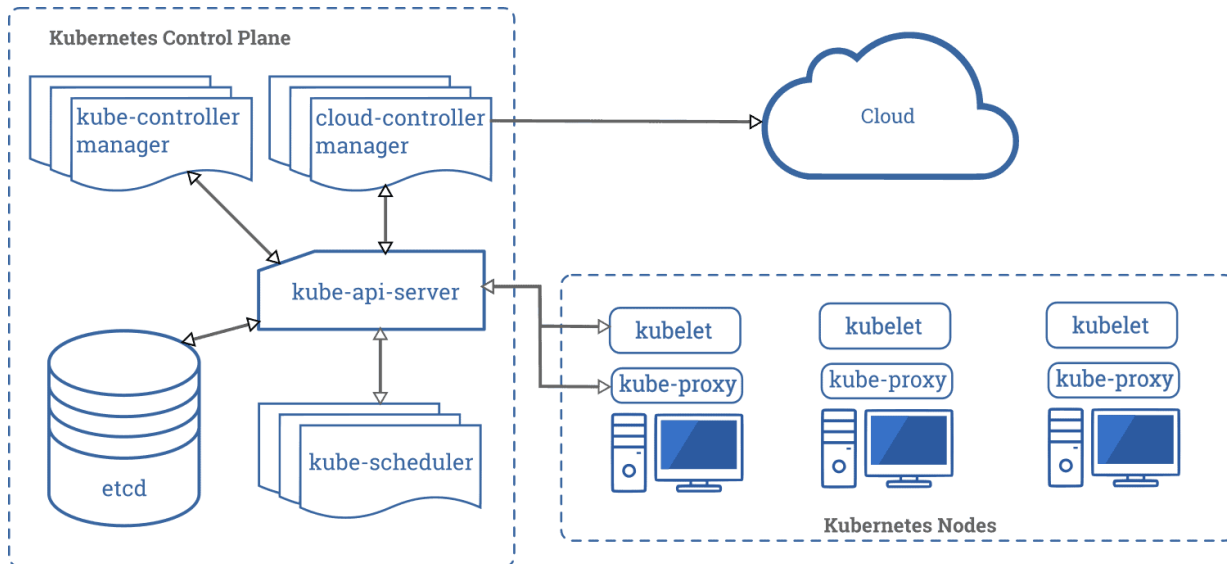 Kubernetes Control Plane
kube-controller
manager
cloud-controller
manager
Cloud
kube-api-server
kubelet
kubelet
kubelet
kube-proxy
kube-proxy
kube-proxy
kube-scheduler
etcd
Kubernetes Nodes